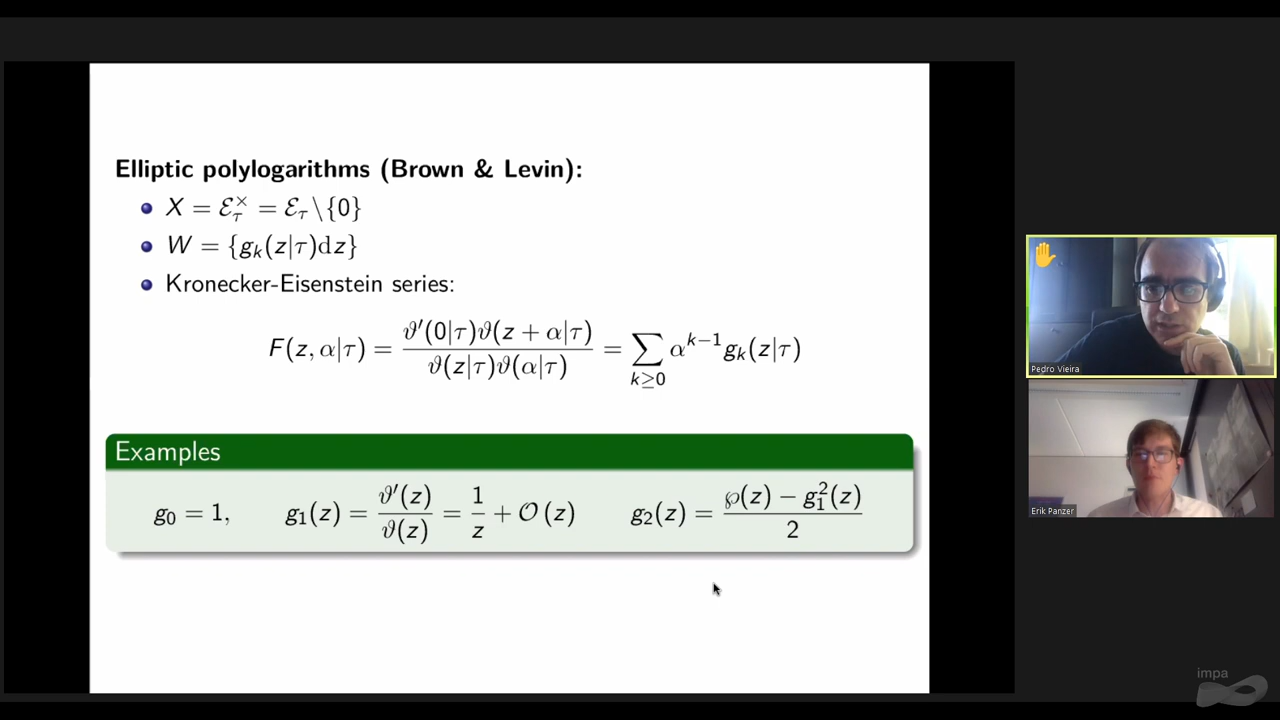 Elliptic polylogarithms (Brown & Levin):
X = ℰ_τ^× = ℰ_τ\{0}
W = {g_k(z|τ)dz}
Kronecker-Eisenstein series:
F(z, α|τ) = ϑ′(0|τ)ϑ(z + α|τ) / ϑ(z|τ)ϑ(α|τ) = ∑_{k≥0} α^{k−1} g_k(z|τ)
Examples
g_0 = 1, g_1(z) = ϑ′(z) / ϑ(z) = 1/z + 𝒪(z) g_2(z) = ℘(z) − g_1^2(z) / 2
Pedro Vieira
Erik Panzer
impa